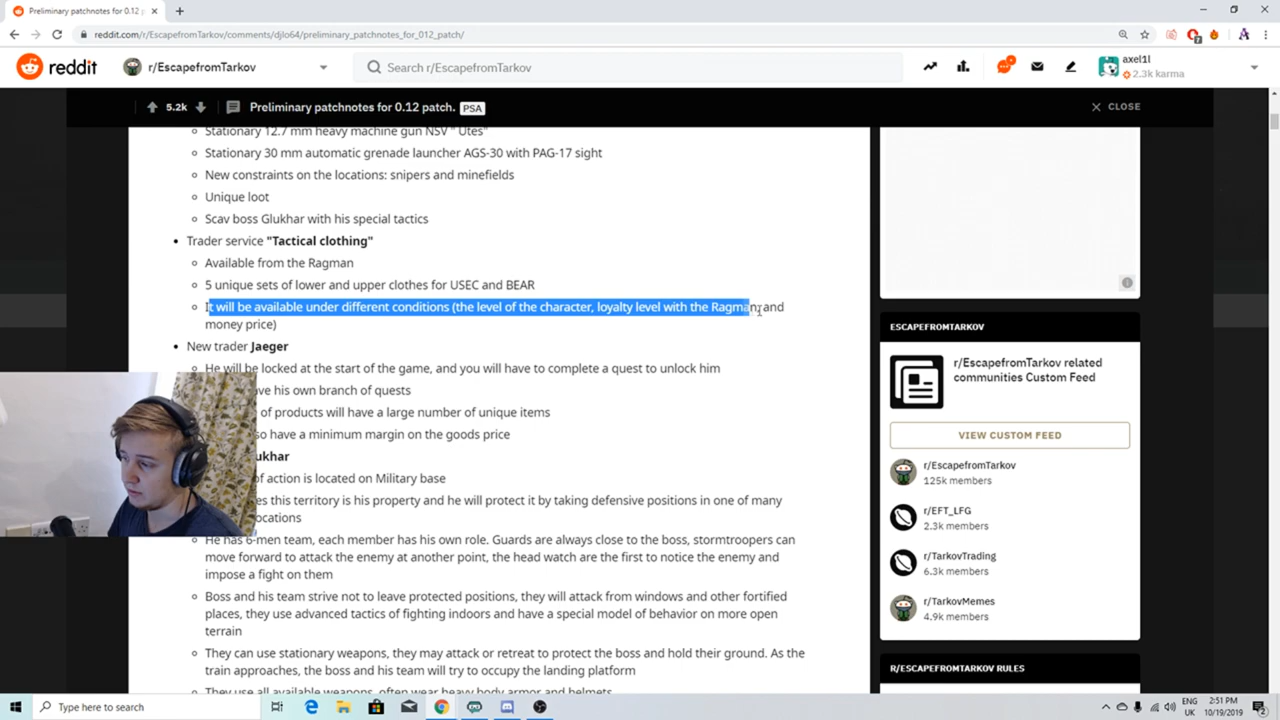 Preliminary patchnotes for 0.12 p
reddit.com/r/EscapefromTarkov/comments/djlo64/preliminary_patchnotes_for_012_patch/
reddit
r/EscapefromTarkov
Search r/EscapefromTarkov
axel1l
2.3k karma
5.2k
Preliminary patchnotes for 0.12 patch.
PSA
CLOSE
Stationary 12.7 mm heavy machine gun NSV " Utes"
Stationary 30 mm automatic grenade launcher AGS-30 with PAG-17 sight
New constraints on the locations: snipers and minefields
Unique loot
Scav boss Glukhar with his special tactics
Trader service "Tactical clothing"
Available from the Ragman
5 unique sets of lower and upper clothes for USEC and BEAR
It will be available under different conditions (the level of the character, loyalty level with the Ragman, and
money price)
New trader Jaeger
He will be locked at the start of the game, and you will have to complete a quest to unlock him
have his own branch of quests
of products will have a large number of unique items
so have a minimum margin on the goods price
ukhar
of action is located on Military base
es this territory is his property and he will protect it by taking defensive positions in one of many
ocations
He has 6-men team, each member has his own role. Guards are always close to the boss, stormtroopers can
move forward to attack the enemy at another point, the head watch are the first to notice the enemy and
impose a fight on them
Boss and his team strive not to leave protected positions, they will attack from windows and other fortified
places, they use advanced tactics of fighting indoors and have a special model of behavior on more open
terrain
They can use stationary weapons, they may attack or retreat to protect the boss and hold their ground. As the
train approaches, the boss and his team will try to occupy the landing platform
They use all available weapons, often wear heavy body armor and helmets
ESCAPEFROMTARKOV
r/EscapefromTarkov related
communities Custom Feed
VIEW CUSTOM FEED
r/EscapefromTarkov
125k members
r/EFT_LFG
2.3k members
r/TarkovTrading
6.3k members
r/TarkovMemes
4.9k members
R/ESCAPEFROMTARKOV RULES
Type here to search
ENG
UK
2:51 PM
10/19/2019